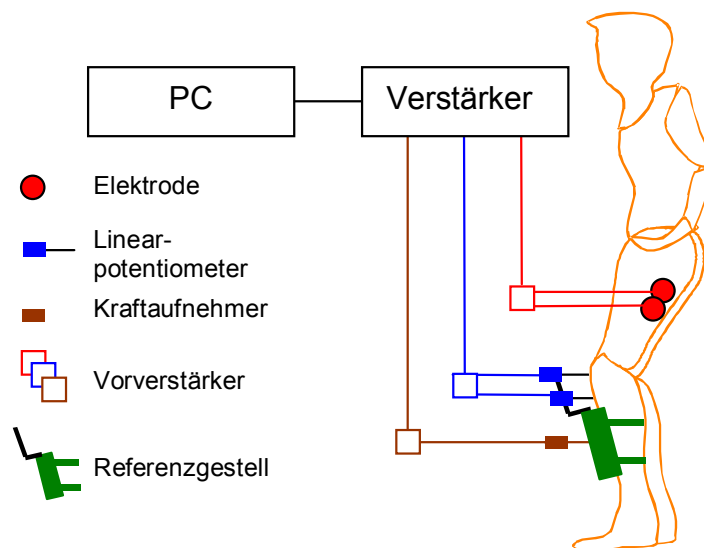 PC
Verstärker
Elektrode
Linear-
potentiometer
Kraftaufnehmer
Vorverstärker
Referenzgestell